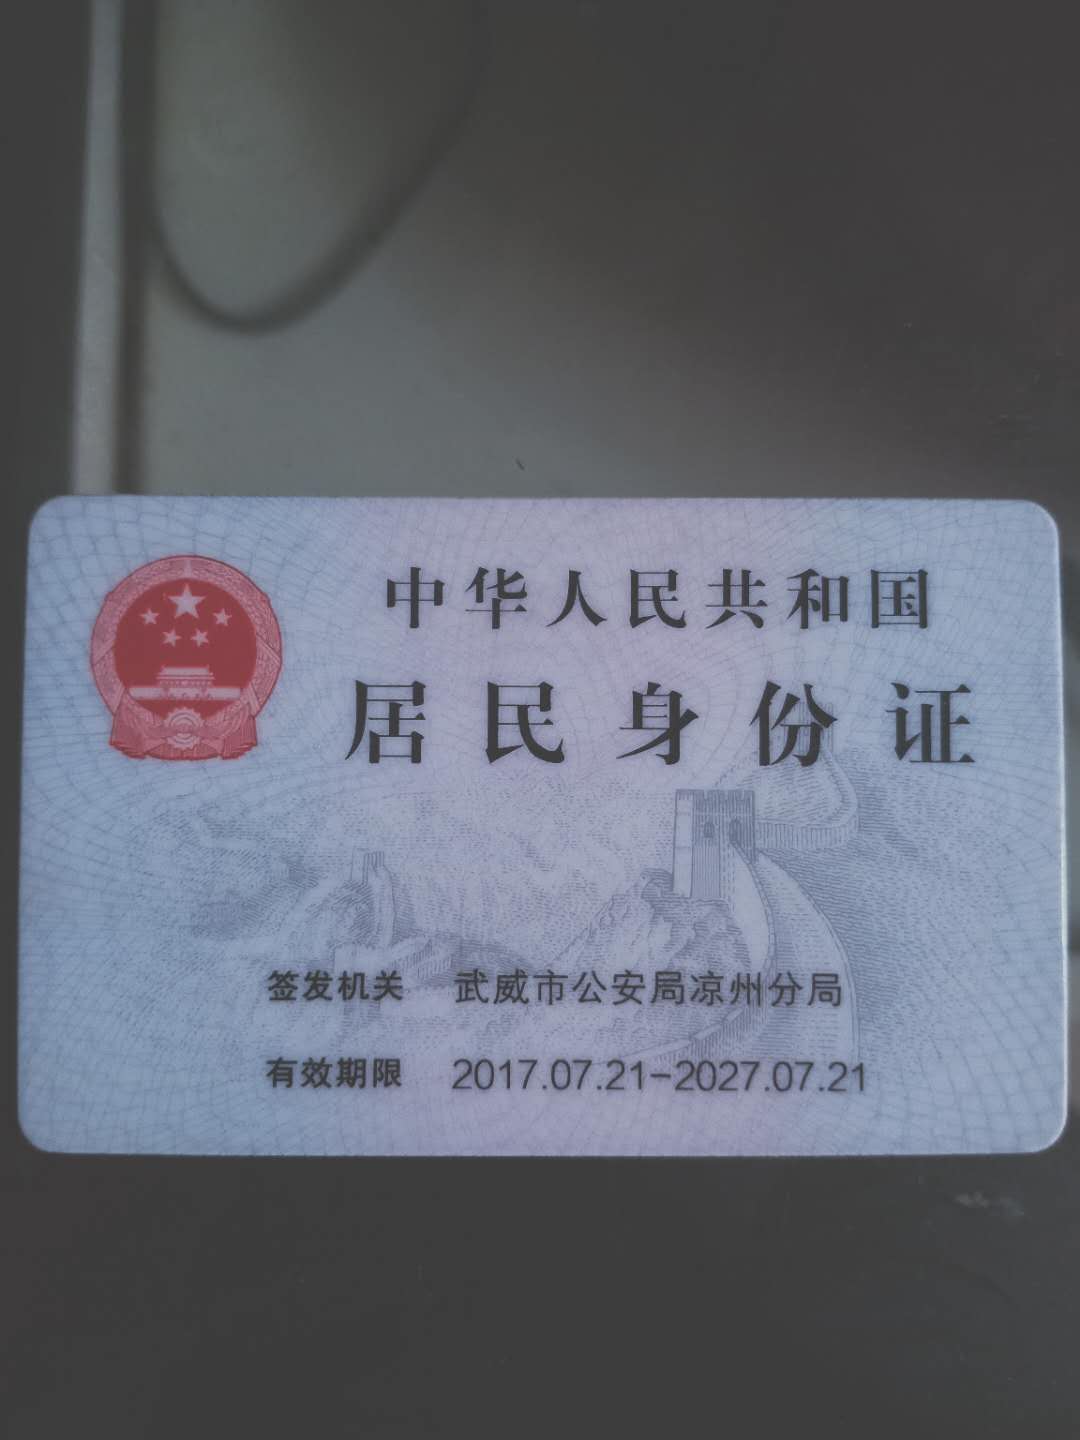 中华人民共和国
居民身份证
签发机关 武威市公安局凉州分局
有效期限 2017.07.21-2027.07.21